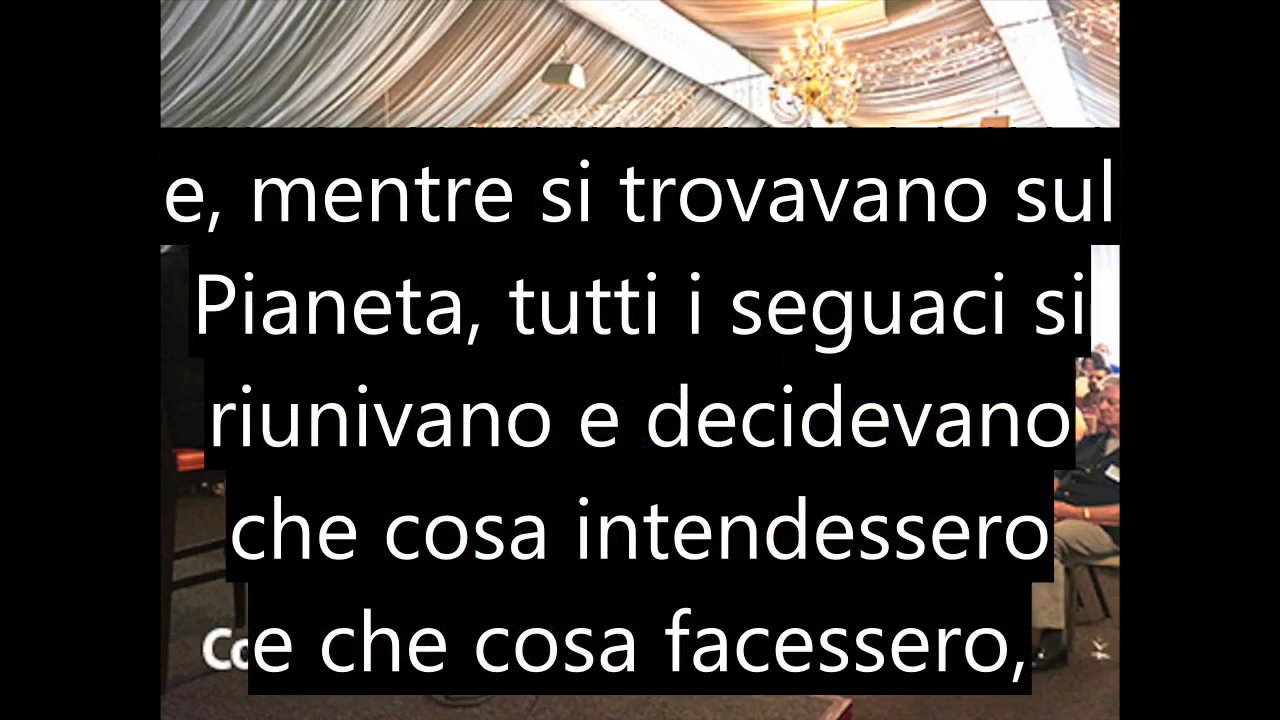 e, mentre si trovavano sul
Pianeta, tutti i seguaci si
riunivano e decidevano
che cosa intendessero
e che cosa facessero,